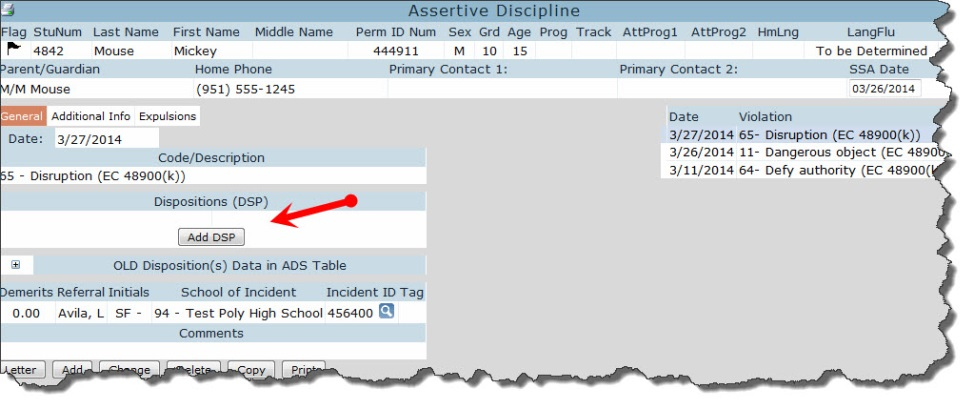 Assertive Discipline
Flag StuNum Last Name First Name Middle Name Perm ID Num Sex Grd Age Prog Track AttProg1 AttProg2 HmLng LangFlu
4842 Mouse Mickey 444911 M 10 15 To be Determined
Parent/Guardian Home Phone Primary Contact 1: Primary Contact 2: SSA Date
M/M Mouse (951) 555-1245 03/26/2014
General Additional Info Expulsions
Date: 3/27/2014
Code/Description
65 - Disruption (EC 48900(k))
Dispositions (DSP)
Add DSP
OLD Disposition(s) Data in ADS Table
Demerits Referral Initials School of Incident Incident ID Tag
0.00 Avila, L SF - 94 - Test Poly High School 456400
Comments
Letter Add Change Delete Copy Print
Date Violation
3/27/2014 65- Disruption (EC 48900(k))
3/26/2014 11- Dangerous object (EC 4890
3/11/2014 64- Defy authority (EC 48900(